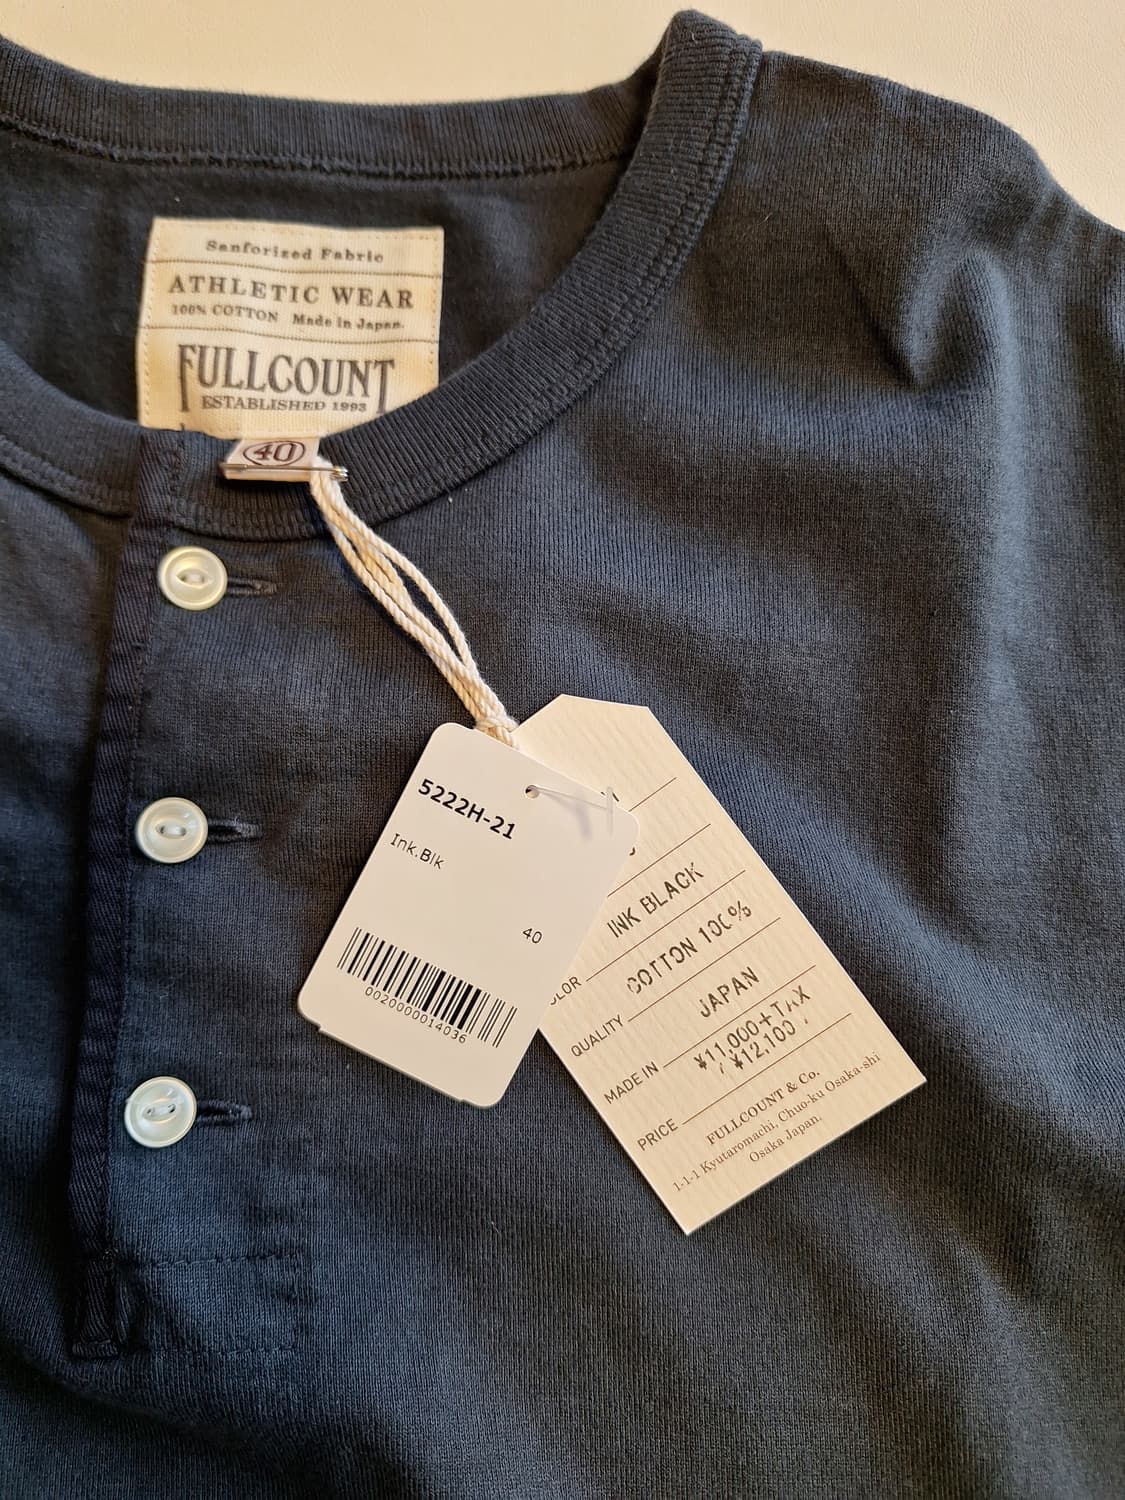 Sanforized Fabric
ATHLETIC WEAR
100% COTTON Made in Japan.
FULLCOUNT
ESTABLISHED 1993
40
5222H-21
Ink.Blk
40
0020000014036
INK BLACK
COTTON 100%
QUALITY
JAPAN
MADE IN
¥11,000+TAX
¥12,100
PRICE
FULLCOUNT & Co.
1-1-1 Kyutaromachi, Chuo-ku Osaka-shi
Osaka Japan.